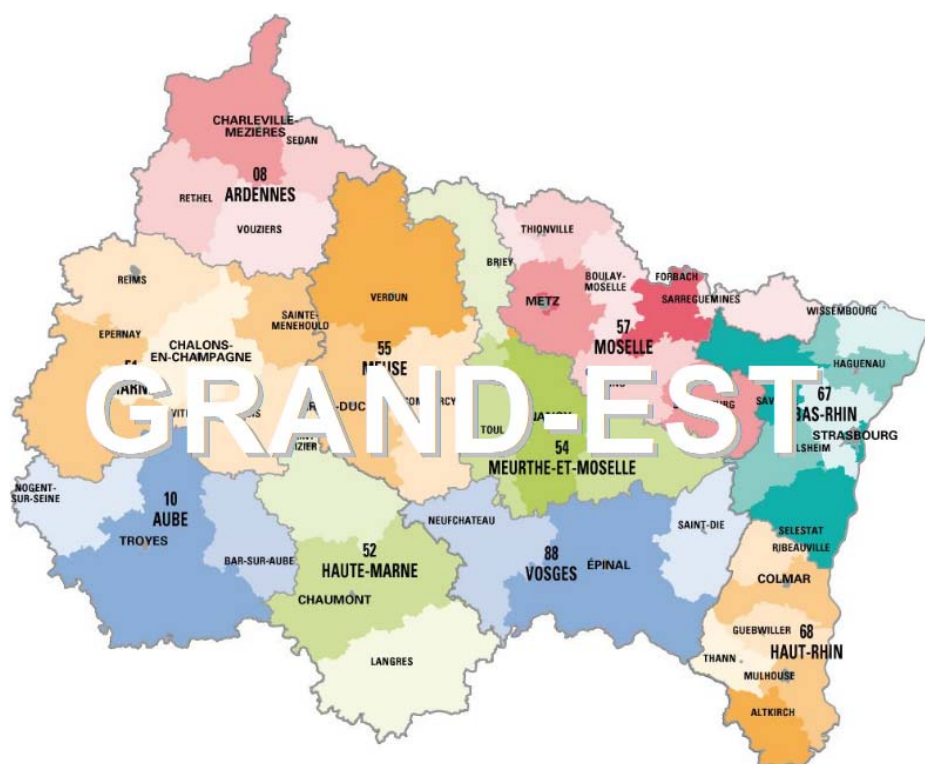 CHARLEVILLE-
MEZIÈRES
SEDAN
08
ARDENNES
RETHEL
VOUZIERS
THIONVILLE
BRIEY
BOULAY-
MOSELLE
FORBACH
SARREGUEMINES
METZ
57
MOSELLE
WISSEMBOURG
HAGUENAU
REIMS
VERDUN
EPERNAY
SAINTE-
MENEHOULD
CHALONS-
EN-CHAMPAGNE
55
MEUSE
GRAND-EST
67
BAS-RHIN
STRASBOURG
TOUL
54
MEURTHE-ET-MOSELLE
NOGENT-
SUR-SEINE
10
AUBE
TROYES
BAR-SUR-AUBE
NEUFCHATEAU
SAINT-DIE
SELESTAT
RIBEAUVILLE
52
HAUTE-MARNE
88
VOSGES
ÉPINAL
COLMAR
CHAUMONT
GUEBWILLER
68
HAUT-RHIN
LANGRES
THANN
MULHOUSE
ALTKIRCH